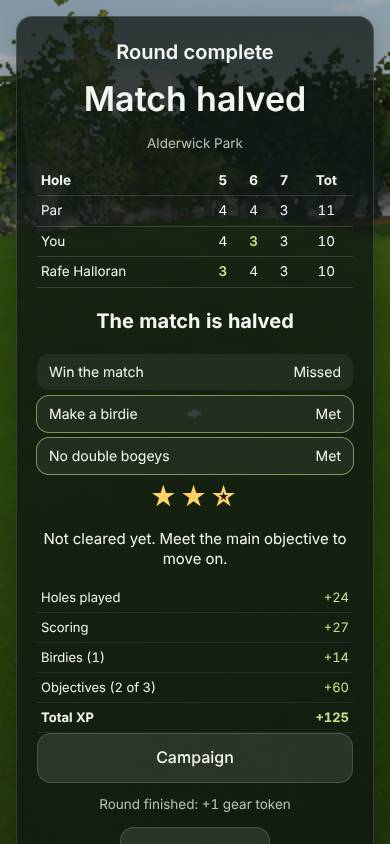 Round complete
Match halved
Alderwick Park
Hole 5 6 7 Tot
Par 4 4 3 11
You 4 3 3 10
Rafe Halloran 3 4 3 10
The match is halved
Win the match Missed
Make a birdie Met
No double bogeys Met
Not cleared yet. Meet the main objective to
move on.
Holes played +24
Scoring +27
Birdies (1) +14
Objectives (2 of 3) +60
Total XP +125
Campaign
Round finished: +1 gear token